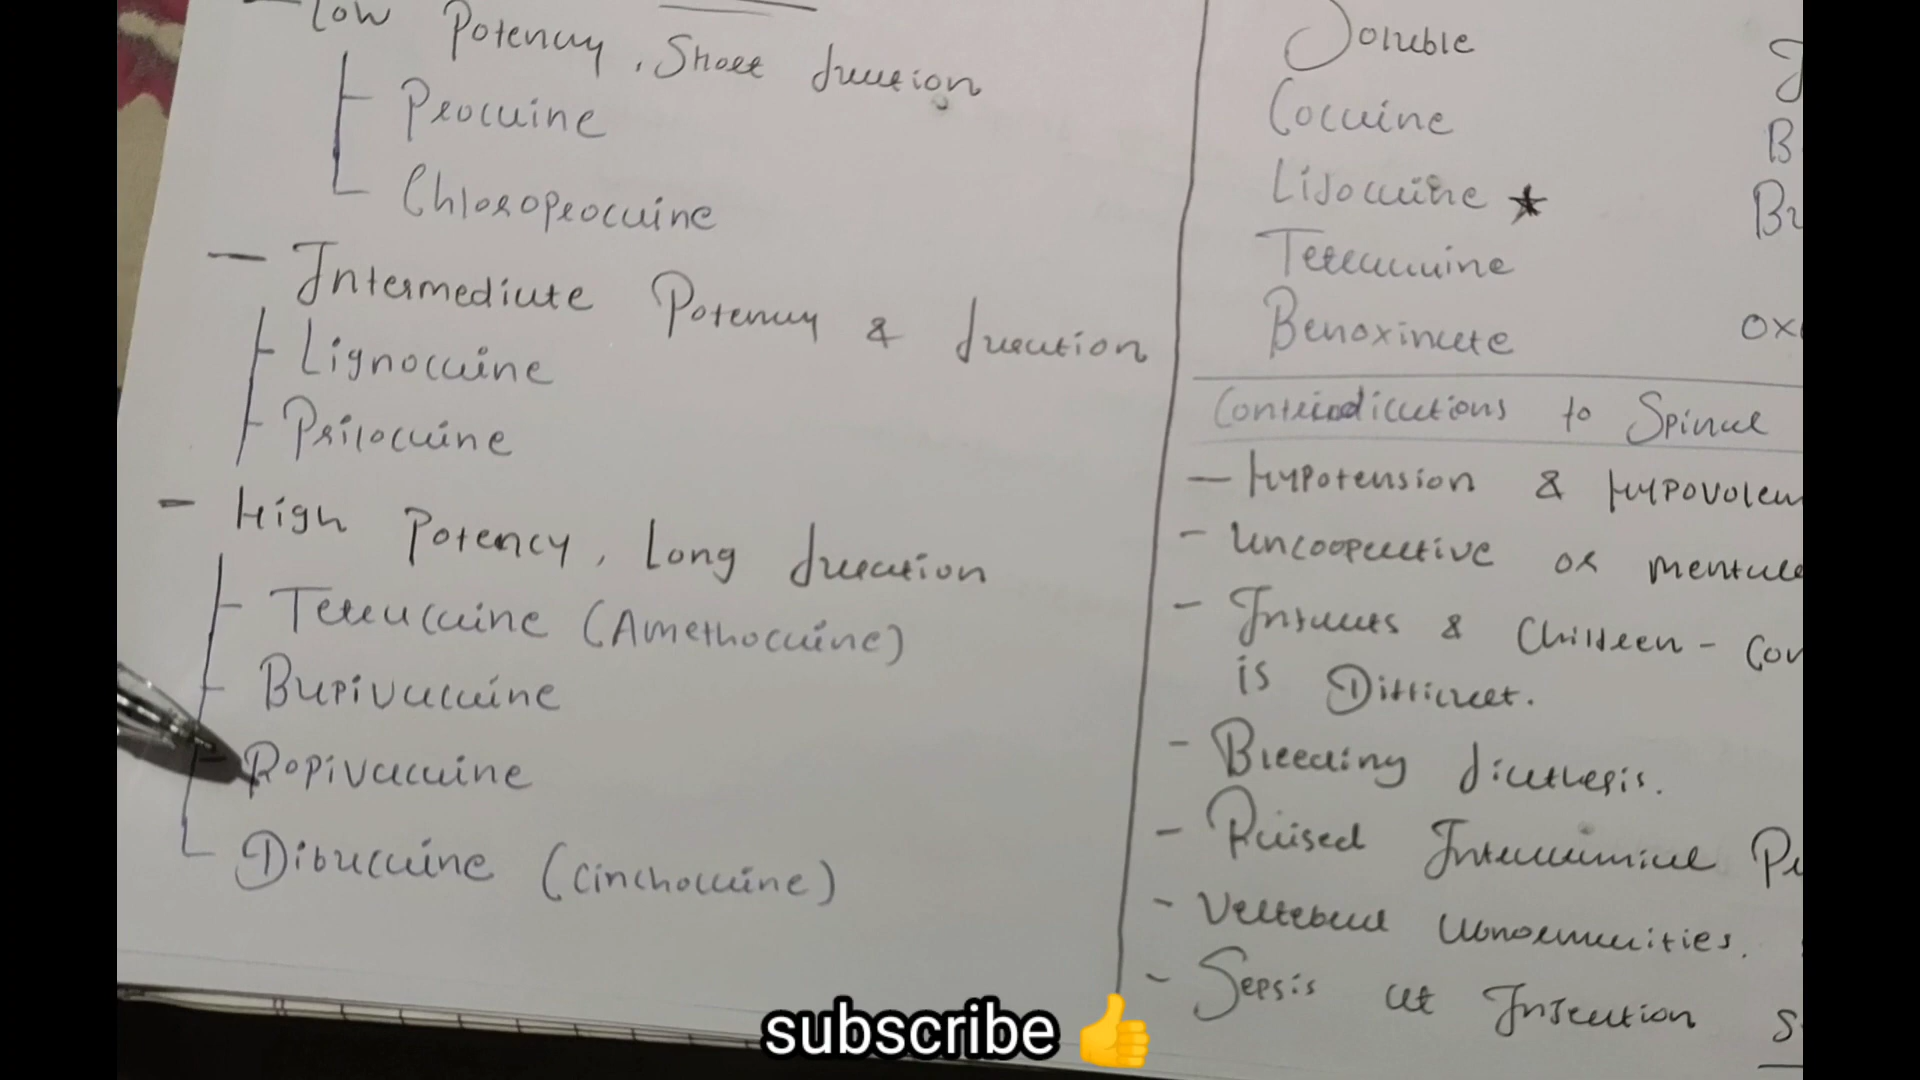 Low Potency, Short duration
Procaine
Chloroprocaine
Intermediate Potency & duration
Lignocaine
Prilocaine
High Potency, Long duration
Tetracaine (Amethocaine)
Bupivacaine
Ropivacaine
Dibucaine (Cinchocaine)
Soluble
Cocaine
Lidocaine ★
Tetracaine
Benoxinate
Contraindications to Spinal
Hypotension & Hypovolem
Uncooperative or mental
Infants & Children - Con
is Difficult.
Bleeding diathesis.
Raised Intracranial
Vertebral abnormalities.
Sepsis at Injection
subscribe 👍